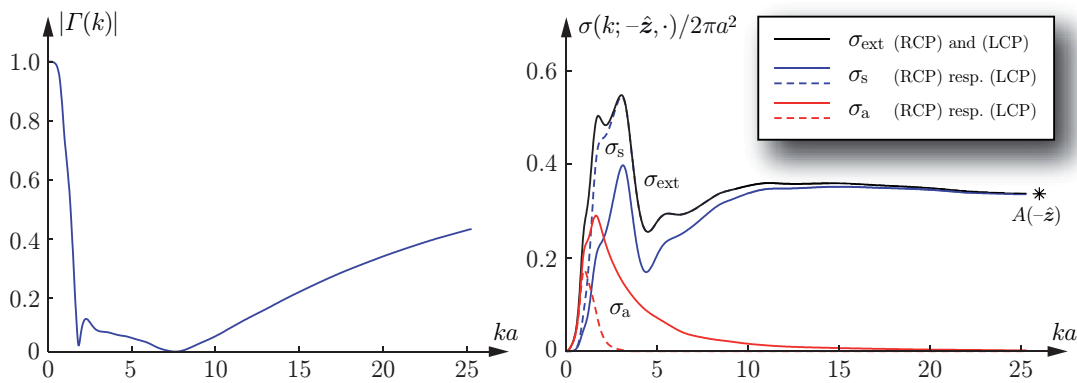 |Γ(k)|
1.0
0.8
0.6
0.4
0.2
0
0 5 10 15 20 25
ka
σ(k; −ẑ, ·)/2πa²
0.6
0.4
0.2
0
0 5 10 15 20 25
ka
σext (RCP) and (LCP)
σs (RCP) resp. (LCP)
σa (RCP) resp. (LCP)
σs
σext
σa
A(−ẑ)